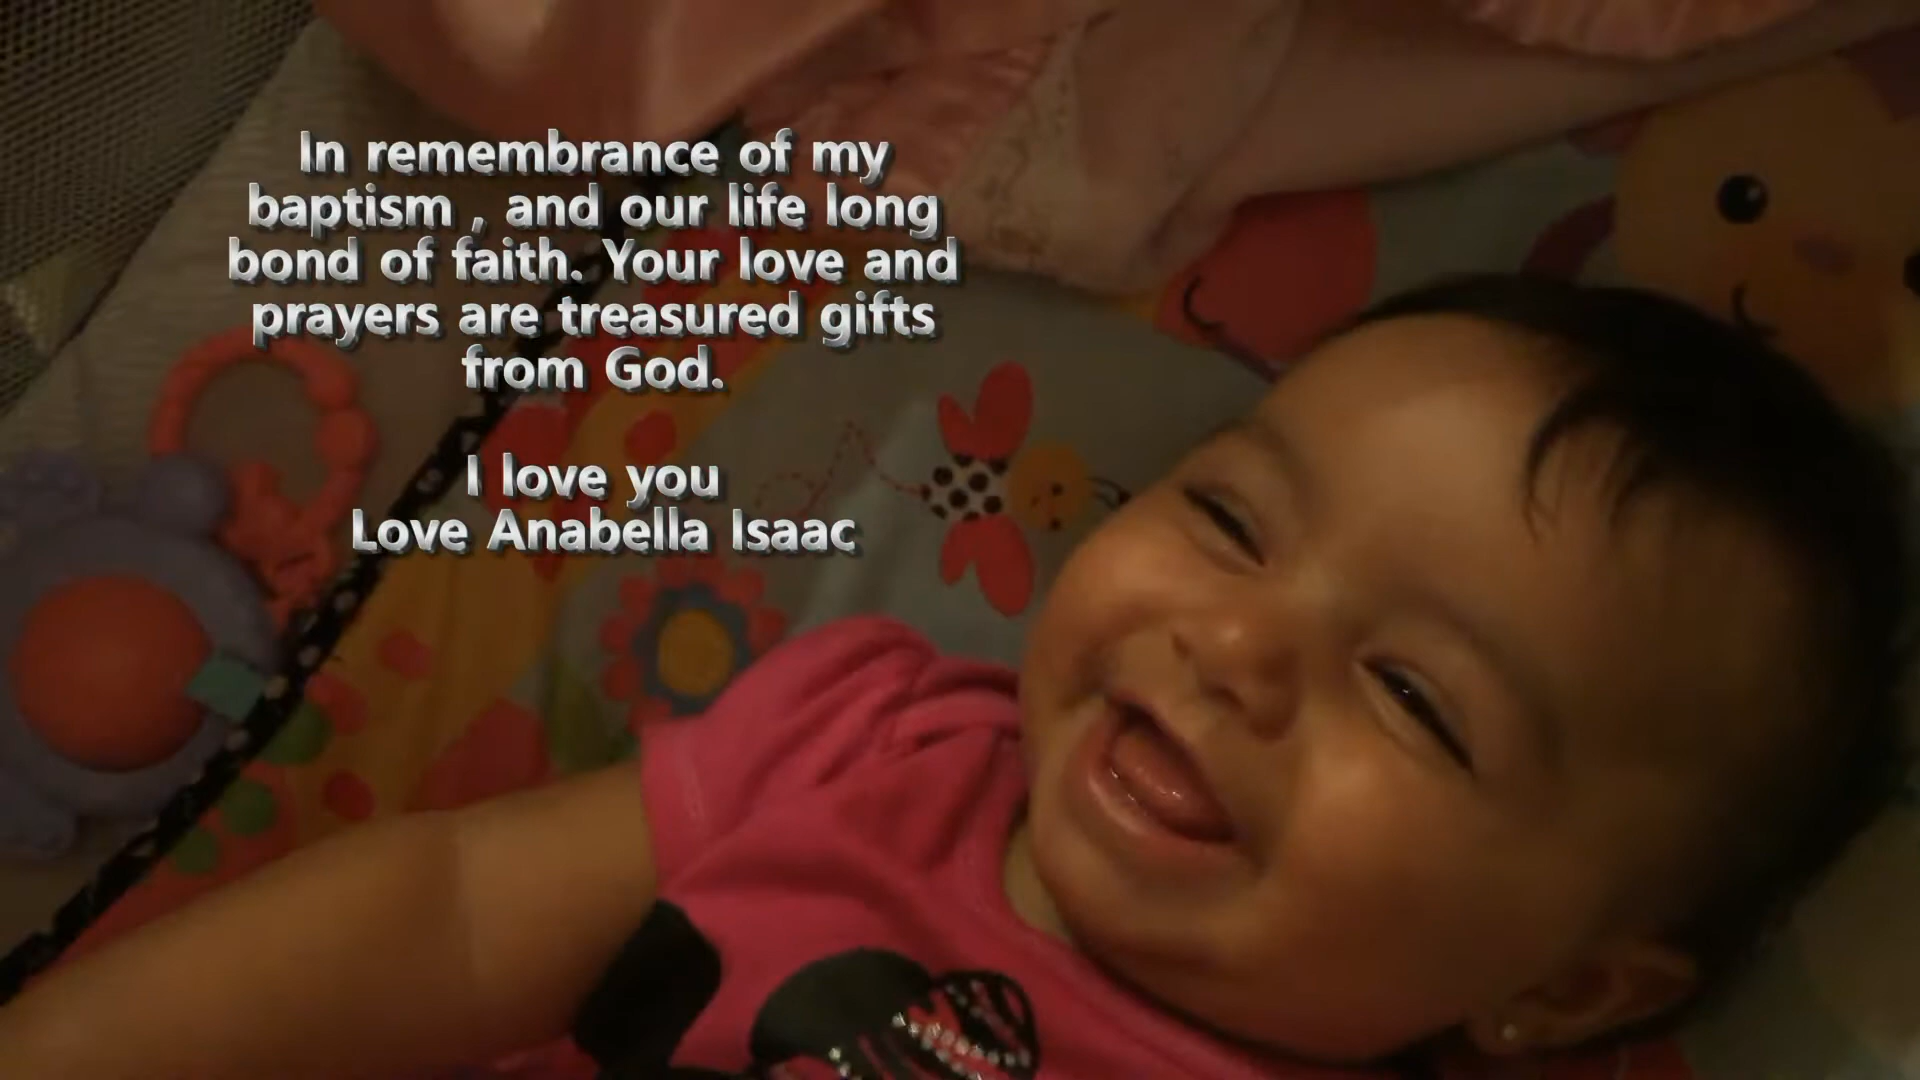 In remembrance of my
baptism , and our life long
bond of faith. Your love and
prayers are treasured gifts
from God.
I love you
Love Anabella Isaac